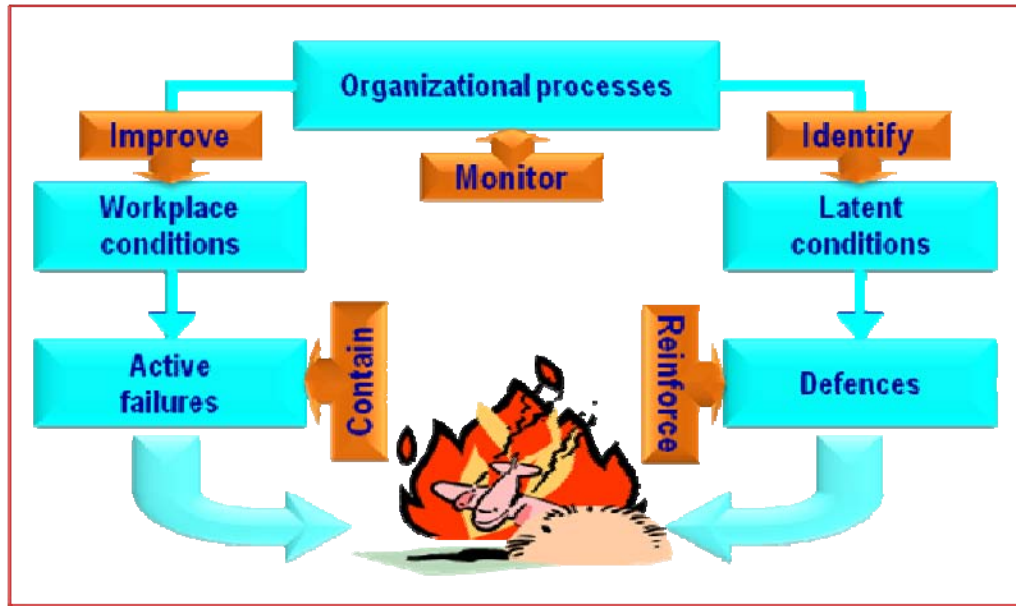 Organizational processes
Improve
Identify
Monitor
Workplace
conditions
Latent
conditions
Contain
Reinforce
Active
failures
Defences